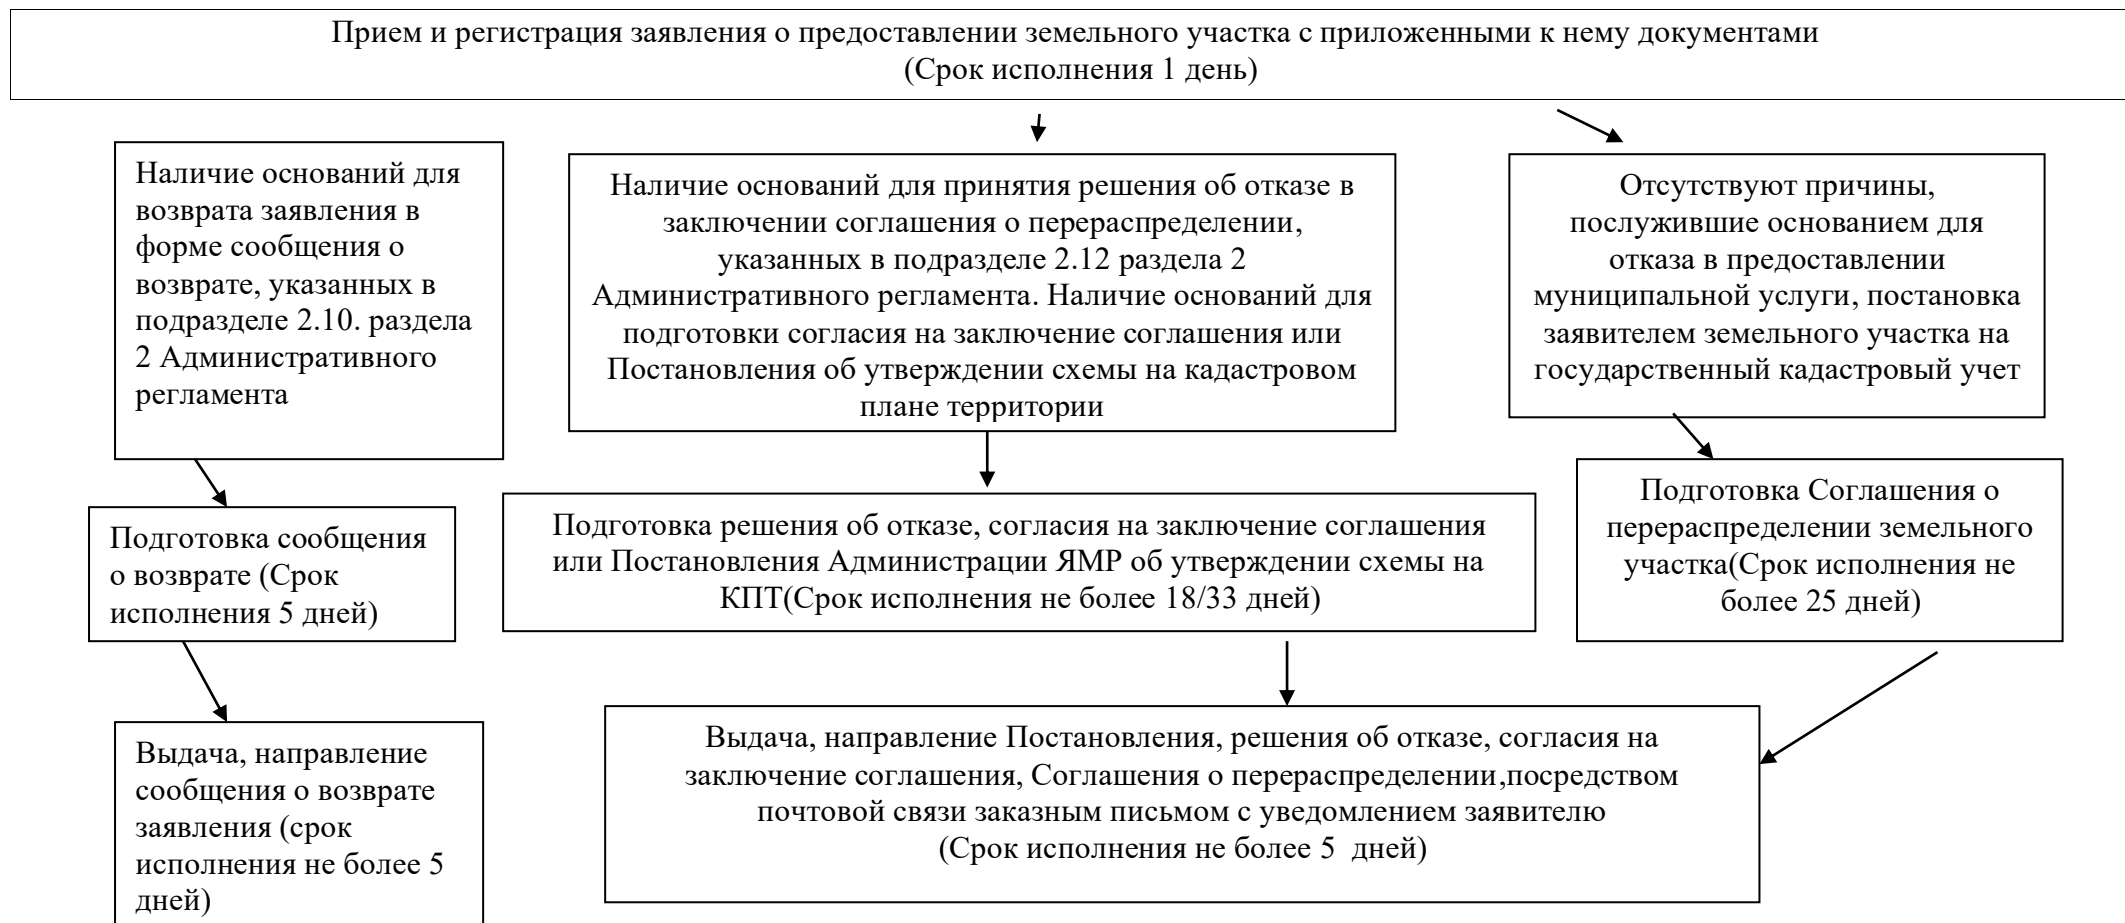 Прием и регистрация заявления о предоставлении земельного участка с приложенными к нему документами
(Срок исполнения 1 день)
Наличие оснований для
возврата заявления в
форме сообщения о
возврате, указанных в
подразделе 2.10. раздела
2 Административного
регламента
Наличие оснований для принятия решения об отказе в
заключении соглашения о перераспределении,
указанных в подразделе 2.12 раздела 2
Административного регламента. Наличие оснований для
подготовки согласия на заключение соглашения или
Постановления об утверждении схемы на кадастровом
плане территории
Отсутствуют причины,
послужившие основанием для
отказа в предоставлении
муниципальной услуги, постановка
заявителем земельного участка на
государственный кадастровый учет
Подготовка сообщения
о возврате (Срок
исполнения 5 дней)
Подготовка решения об отказе, согласия на заключение соглашения
или Постановления Администрации ЯМР об утверждении схемы на
КПТ(Срок исполнения не более 18/33 дней)
Подготовка Соглашения о
перераспределении земельного
участка(Срок исполнения не
более 25 дней)
Выдача, направление
сообщения о возврате
заявления (срок
исполнения не более 5
дней)
Выдача, направление Постановления, решения об отказе, согласия на
заключение соглашения, Соглашения о перераспределении,посредством
почтовой связи заказным письмом с уведомлением заявителю
(Срок исполнения не более 5  дней)